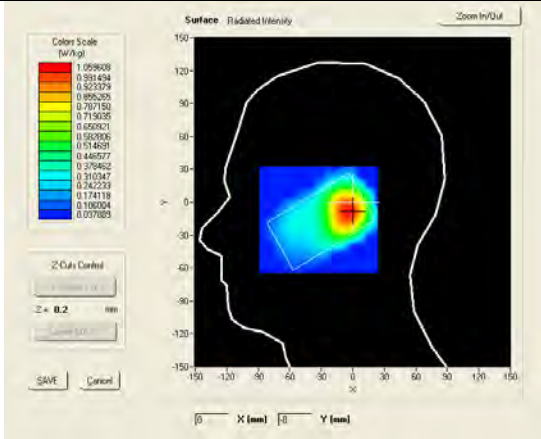 Surface Radiated Intensity
Zoom In/Out
Colors Scale
(W/kg)
1.059608
0.991494
0.923379
0.855265
0.787150
0.719035
0.650921
0.582806
0.514691
0.446577
0.378462
0.310347
0.242233
0.174118
0.106004
0.037889
150
120
90
60
30
0
-30
-60
-90
-120
-150
Y
-150 -120 -90 -60 -30 0 30 60 90 120 150
X
Z-Cuts Control
Z = 0.2 mm
SAVE Cancel
0 X (mm) -8 Y (mm)